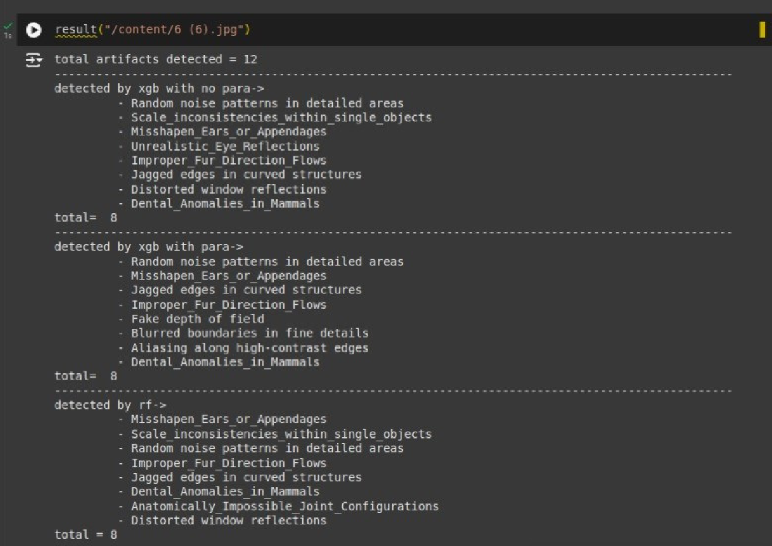 1s
result("/content/6 (6).jpg")
total artifacts detected = 12
--------------------------------------------------------------------------------
detected by xgb with no para->
- Random noise patterns in detailed areas
- Scale_inconsistencies_within_single_objects
- Misshapen_Ears_or_Appendages
- Unrealistic_Eye_Reflections
- Improper_Fur_Direction_Flows
- Jagged edges in curved structures
- Distorted window reflections
- Dental_Anomalies_in_Mammals
total=  8
--------------------------------------------------------------------------------
detected by xgb with para->
- Random noise patterns in detailed areas
- Misshapen_Ears_or_Appendages
- Jagged edges in curved structures
- Improper_Fur_Direction_Flows
- Fake depth of field
- Blurred boundaries in fine details
- Aliasing along high-contrast edges
- Dental_Anomalies_in_Mammals
total=  8
--------------------------------------------------------------------------------
detected by rf->
- Misshapen_Ears_or_Appendages
- Scale_inconsistencies_within_single_objects
- Random noise patterns in detailed areas
- Improper_Fur_Direction_Flows
- Jagged edges in curved structures
- Dental_Anomalies_in_Mammals
- Anatomically_Impossible_Joint_Configurations
- Distorted window reflections
total = 8